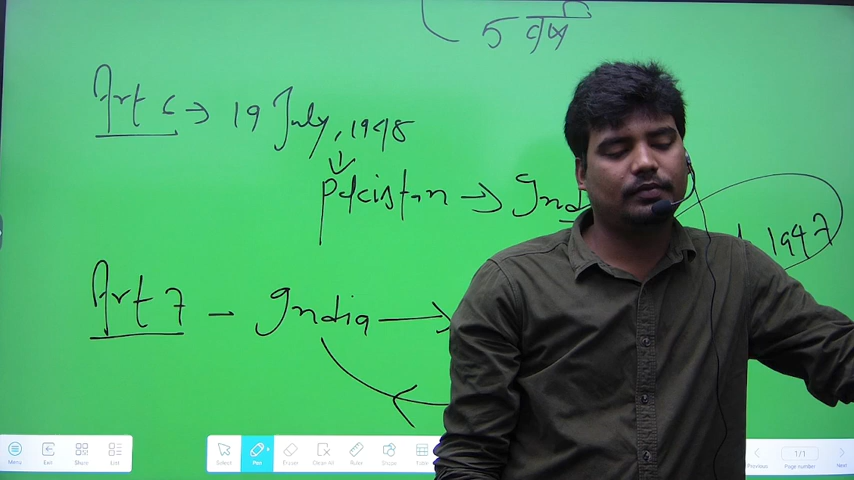 5 वर्ष
Art 6 → 19 July, 1948
↓
Pakistan → Ind
1947
Art 7 - India →
Menu Exit Share List Select Pen Eraser Clear All Ruler Shape Table 1/1 Previous Page number Next